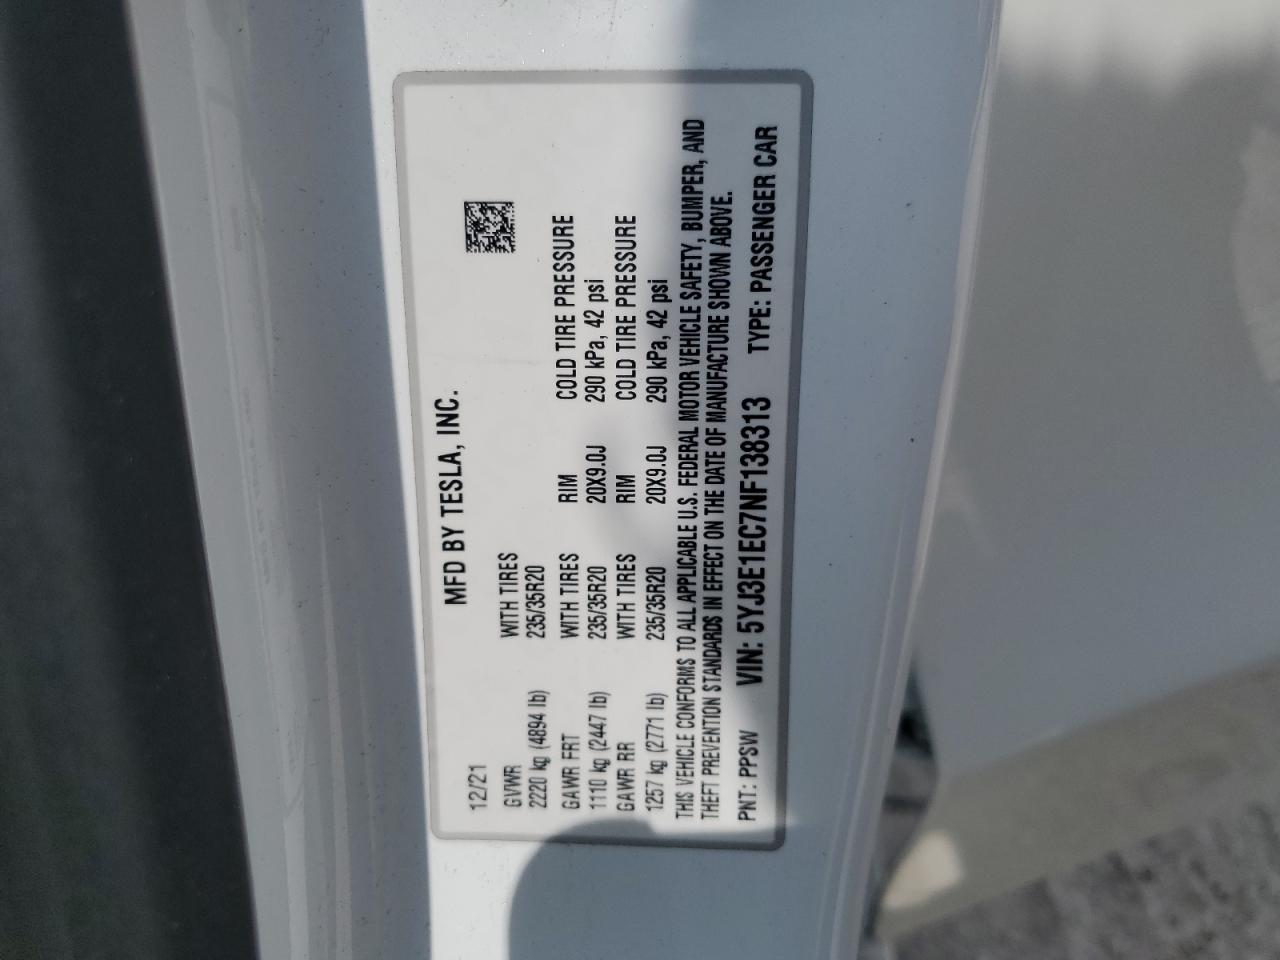 MFD BY TESLA, INC.
12/21
GVWR WITH TIRES
2220 kg (4894 lb) 235/35R20
GAWR FRT WITH TIRES RIM COLD TIRE PRESSURE
1110 kg (2447 lb) 235/35R20 20X9.0J 290 kPa, 42 psi
GAWR RR WITH TIRES RIM COLD TIRE PRESSURE
1257 kg (2771 lb) 235/35R20 20X9.0J 290 kPa, 42 psi
THIS VEHICLE CONFORMS TO ALL APPLICABLE U.S. FEDERAL MOTOR VEHICLE SAFETY, BUMPER, AND
THEFT PREVENTION STANDARDS IN EFFECT ON THE DATE OF MANUFACTURE SHOWN ABOVE.
PNT: PPSW VIN: 5YJ3E1EC7NF138313 TYPE: PASSENGER CAR